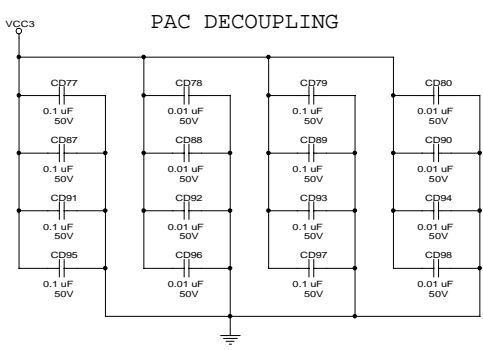 VCC3
PAC DECOUPLING
CD77
0.1 uF
50V
CD78
0.01 uF
50V
CD79
0.1 uF
50V
CD80
0.01 uF
50V
CD87
0.1 uF
50V
CD88
0.01 uF
50V
CD89
0.1 uF
50V
CD90
0.01 uF
50V
CD91
0.1 uF
50V
CD92
0.01 uF
50V
CD93
0.1 uF
50V
CD94
0.01 uF
50V
CD95
0.1 uF
50V
CD96
0.01 uF
50V
CD97
0.1 uF
50V
CD98
0.01 uF
50V